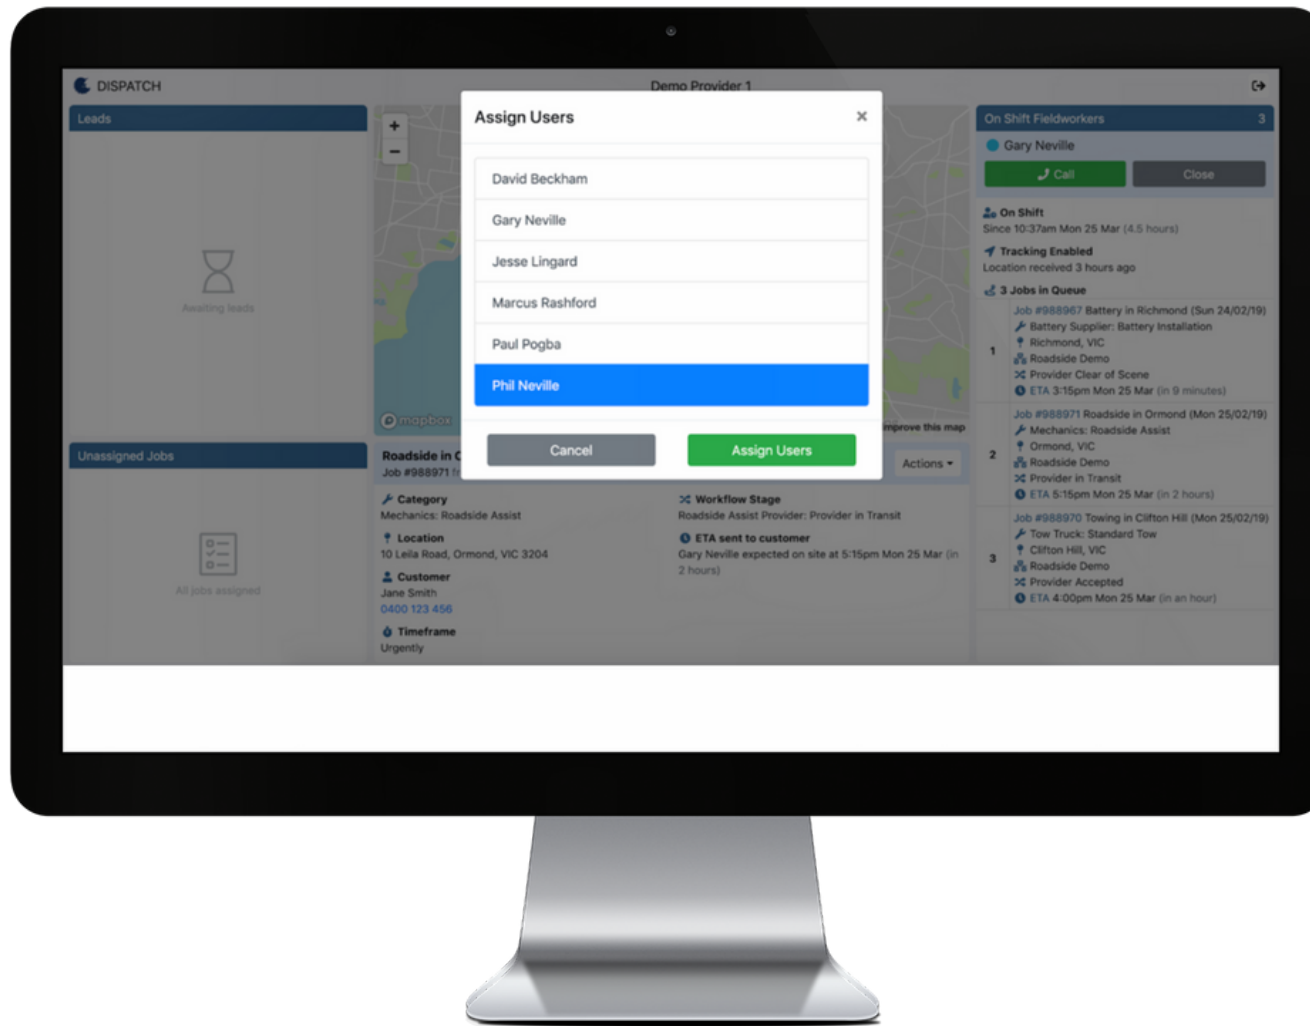 DISPATCH
Demo Provider 1
Leads
Awaiting leads
Unassigned Jobs
All jobs assigned
+
−
mapbox
Improve this map
Assign Users
×
David Beckham
Gary Neville
Jesse Lingard
Marcus Rashford
Paul Pogba
Phil Neville
Cancel
Assign Users
Roadside in
Job #988971
Actions
Category
Mechanics: Roadside Assist
Location
10 Leila Road, Ormond, VIC 3204
Customer
Jane Smith
0400 123 456
Timeframe
Urgently
Workflow Stage
Roadside Assist Provider: Provider in Transit
ETA sent to customer
Gary Neville expected on site at 5:15pm Mon 25 Mar (in
2 hours)
On Shift Fieldworkers 3
Gary Neville
Call
Close
On Shift
Since 10:37am Mon 25 Mar (4.5 hours)
Tracking Enabled
Location received 3 hours ago
3 Jobs in Queue
1
Job #988967 Battery in Richmond (Sun 24/02/19)
Battery Supplier: Battery Installation
Richmond, VIC
Roadside Demo
Provider Clear of Scene
ETA 3:15pm Mon 25 Mar (in 9 minutes)
2
Job #988971 Roadside in Ormond (Mon 25/02/19)
Mechanics: Roadside Assist
Ormond, VIC
Roadside Demo
Provider in Transit
ETA 5:15pm Mon 25 Mar (in 2 hours)
3
Job #988970 Towing in Clifton Hill (Mon 25/02/19)
Tow Truck: Standard Tow
Clifton Hill, VIC
Roadside Demo
Provider Accepted
ETA 4:00pm Mon 25 Mar (in an hour)